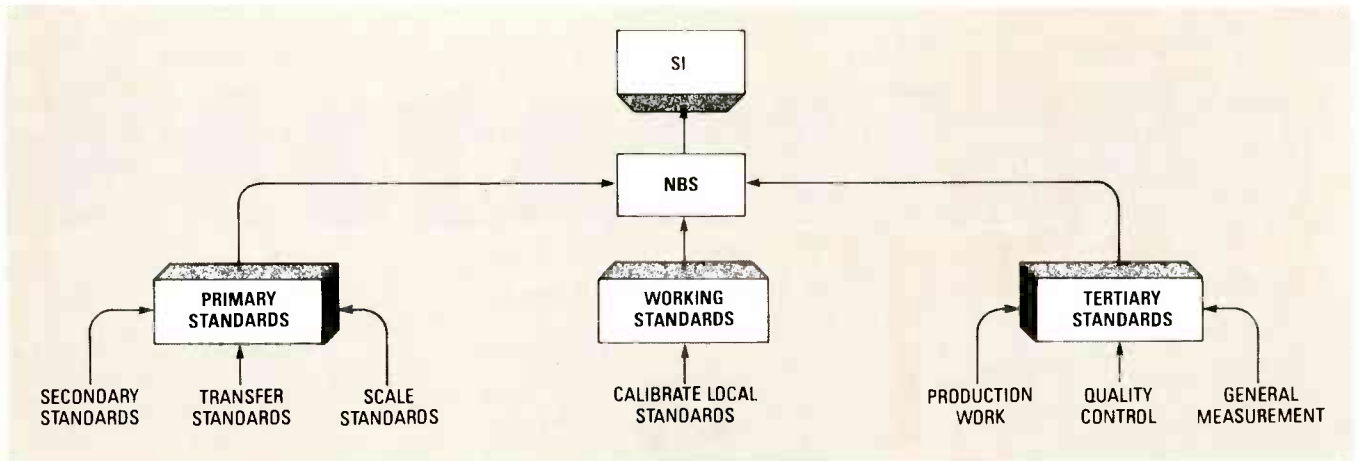 SI
NBS
PRIMARY
STANDARDS
WORKING
STANDARDS
TERTIARY
STANDARDS
SECONDARY
STANDARDS
TRANSFER
STANDARDS
SCALE
STANDARDS
CALIBRATE LOCAL
STANDARDS
PRODUCTION
WORK
QUALITY
CONTROL
GENERAL
MEASUREMENT